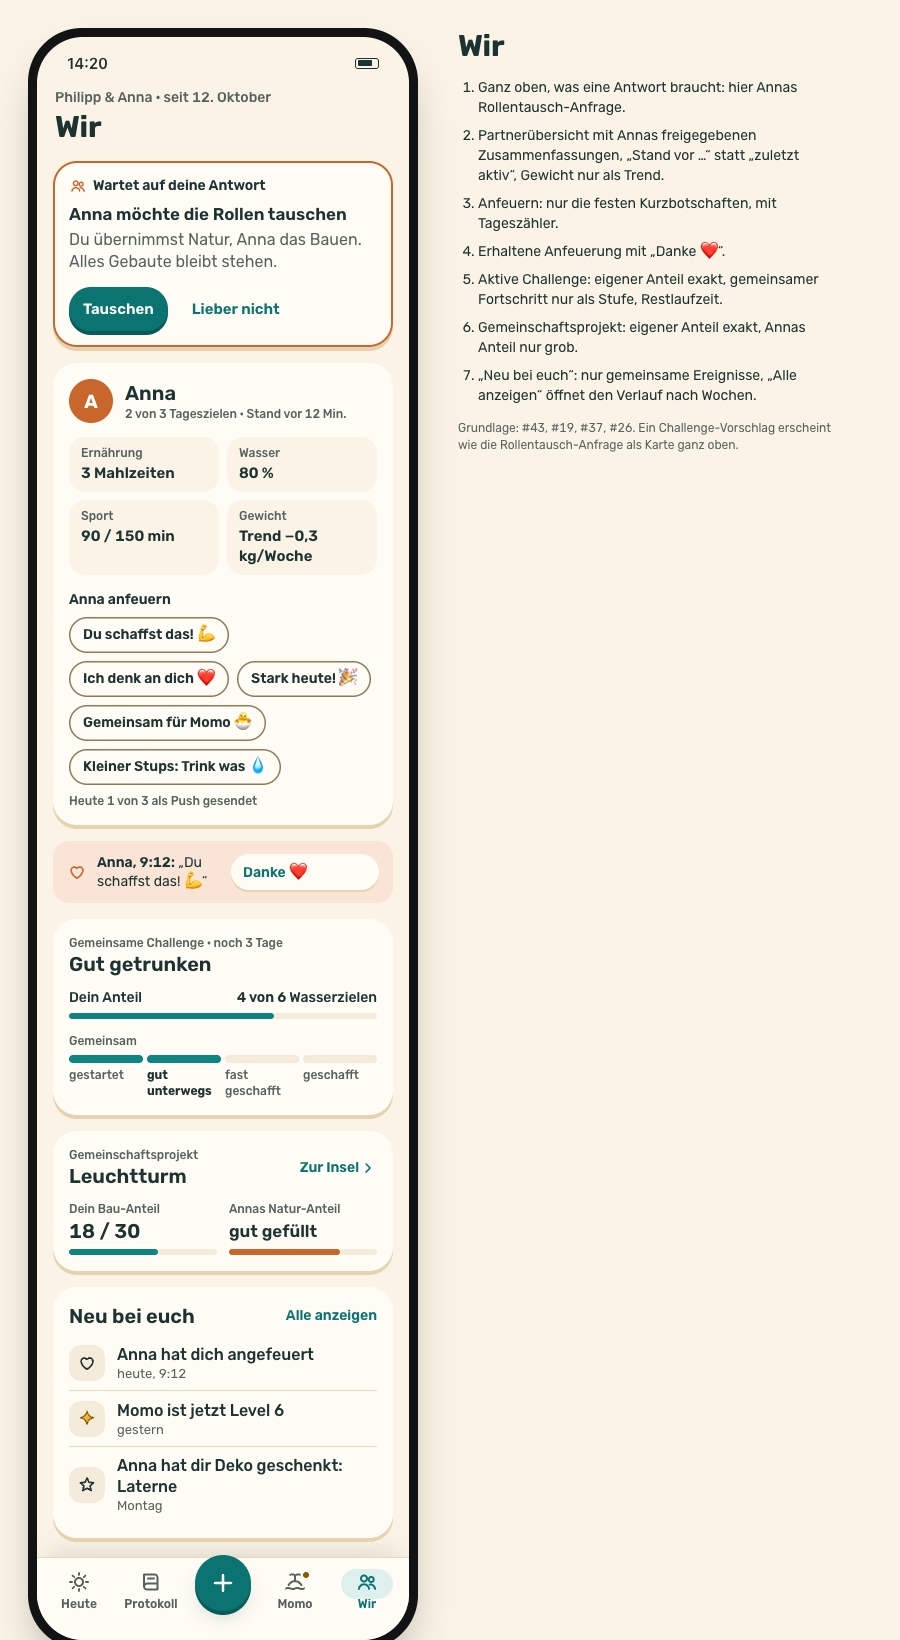 14:20
Philipp & Anna • seit 12. Oktober
Wir
Wartet auf deine Antwort
Anna möchte die Rollen tauschen
Du übernimmst Natur, Anna das Bauen.
Alles Gebaute bleibt stehen.
Tauschen
Lieber nicht
A
Anna
2 von 3 Tageszielen • Stand vor 12 Min.
Ernährung
3 Mahlzeiten
Wasser
80 %
Sport
90 / 150 min
Gewicht
Trend −0,3
kg/Woche
Anna anfeuern
Du schaffst das! 💪
Ich denk an dich ❤️
Stark heute! 🎉
Gemeinsam für Momo 🐣
Kleiner Stups: Trink was 💧
Heute 1 von 3 als Push gesendet
Anna, 9:12: „Du
schaffst das! 💪“
Danke ❤️
Gemeinsame Challenge • noch 3 Tage
Gut getrunken
Dein Anteil
4 von 6 Wasserzielen
Gemeinsam
gestartet
gut
unterwegs
fast
geschafft
geschafft
Gemeinschaftsprojekt
Leuchtturm
Zur Insel
Dein Bau-Anteil
18 / 30
Annas Natur-Anteil
gut gefüllt
Neu bei euch
Alle anzeigen
Anna hat dich angefeuert
heute, 9:12
Momo ist jetzt Level 6
gestern
Anna hat dir Deko geschenkt:
Laterne
Montag
Heute
Protokoll
Momo
Wir
Wir
1. Ganz oben, was eine Antwort braucht: hier Annas
Rollentausch-Anfrage.
2. Partnerübersicht mit Annas freigegebenen
Zusammenfassungen, „Stand vor …“ statt „zuletzt
aktiv“, Gewicht nur als Trend.
3. Anfeuern: nur die festen Kurzbotschaften, mit
Tageszähler.
4. Erhaltene Anfeuerung mit „Danke ❤️“.
5. Aktive Challenge: eigener Anteil exakt, gemeinsamer
Fortschritt nur als Stufe, Restlaufzeit.
6. Gemeinschaftsprojekt: eigener Anteil exakt, Annas
Anteil nur grob.
7. „Neu bei euch“: nur gemeinsame Ereignisse, „Alle
anzeigen“ öffnet den Verlauf nach Wochen.
Grundlage: #43, #19, #37, #26. Ein Challenge-Vorschlag erscheint
wie die Rollentausch-Anfrage als Karte ganz oben.